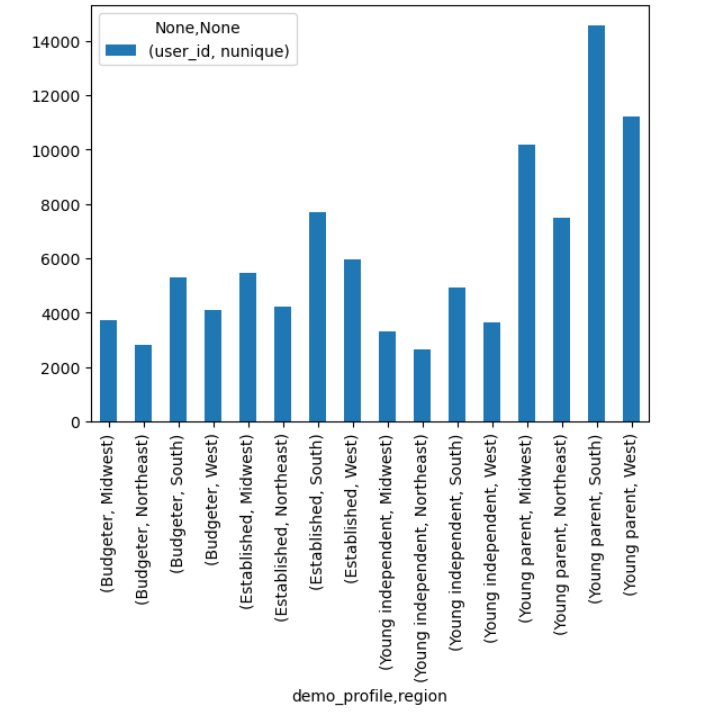 None,None
(user_id, nunique)
14000
12000
10000
8000
6000
4000
2000
0
(Budgeter, Midwest)
(Budgeter, Northeast)
(Budgeter, South)
(Budgeter, West)
(Established, Midwest)
(Established, Northeast)
(Established, South)
(Established, West)
(Young independent, Midwest)
(Young independent, Northeast)
(Young independent, South)
(Young independent, West)
(Young parent, Midwest)
(Young parent, Northeast)
(Young parent, South)
(Young parent, West)
demo_profile,region